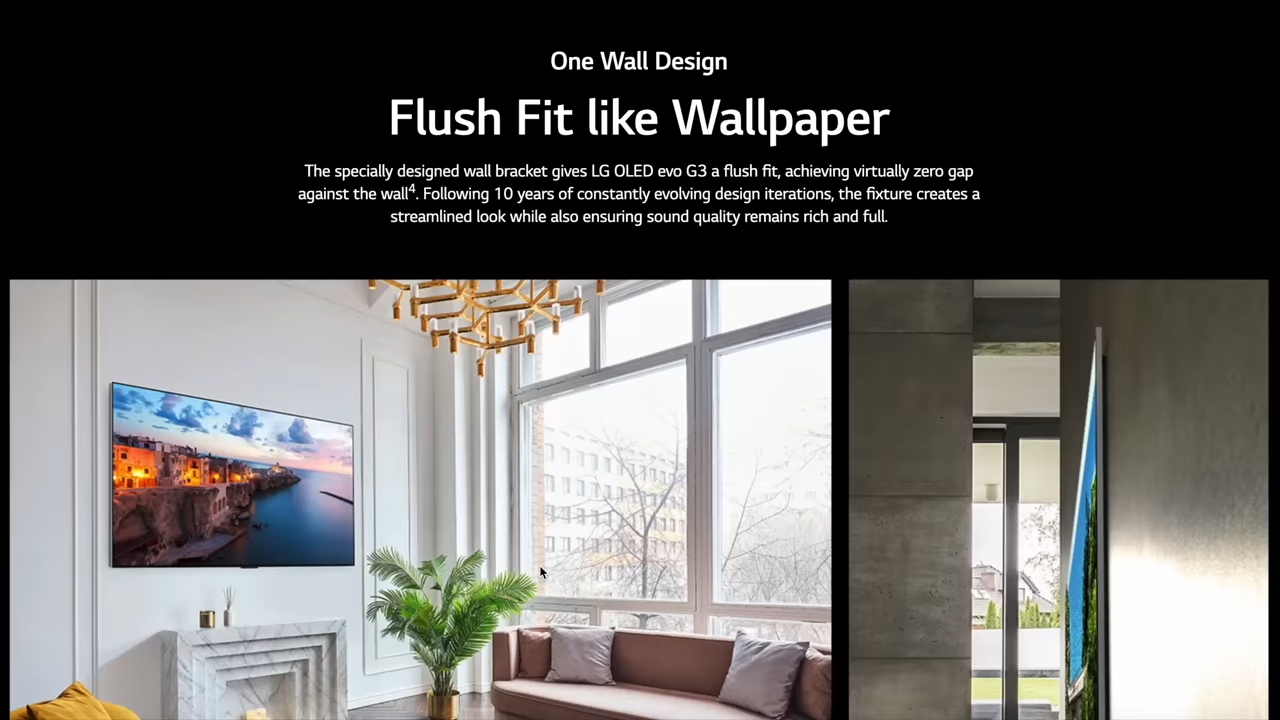 One Wall Design
Flush Fit like Wallpaper
The specially designed wall bracket gives LG OLED evo G3 a flush fit, achieving virtually zero gap
against the wall⁴. Following 10 years of constantly evolving design iterations, the fixture creates a
streamlined look while also ensuring sound quality remains rich and full.